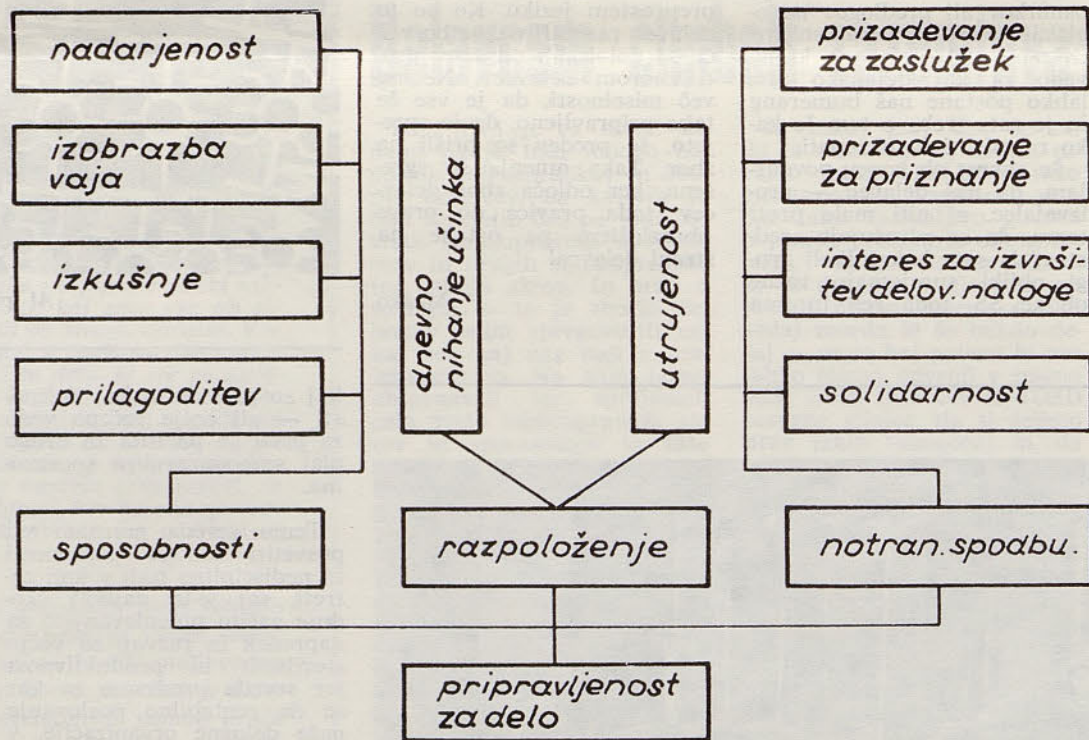 nadarjenost
izobrazba
vaja
izkušnje
prilagoditev
dnevno
nihanje učinka
utrujenost
prizadevanje
za zaslužek
prizadevanje
za priznanje
interes za izvrši-
tev delov. naloge
solidarnost
sposobnosti
razpoloženje
notran. spodbu.
pripravljenost
za delo